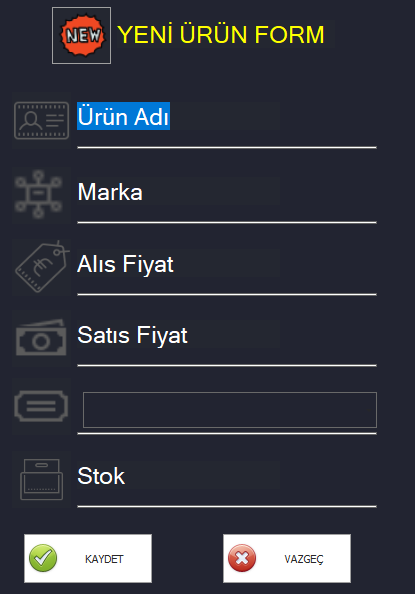 NEW YENİ ÜRÜN FORM
Ürün Adı
Marka
Alıs Fiyat
Satıs Fiyat
Stok
KAYDET VAZGEÇ